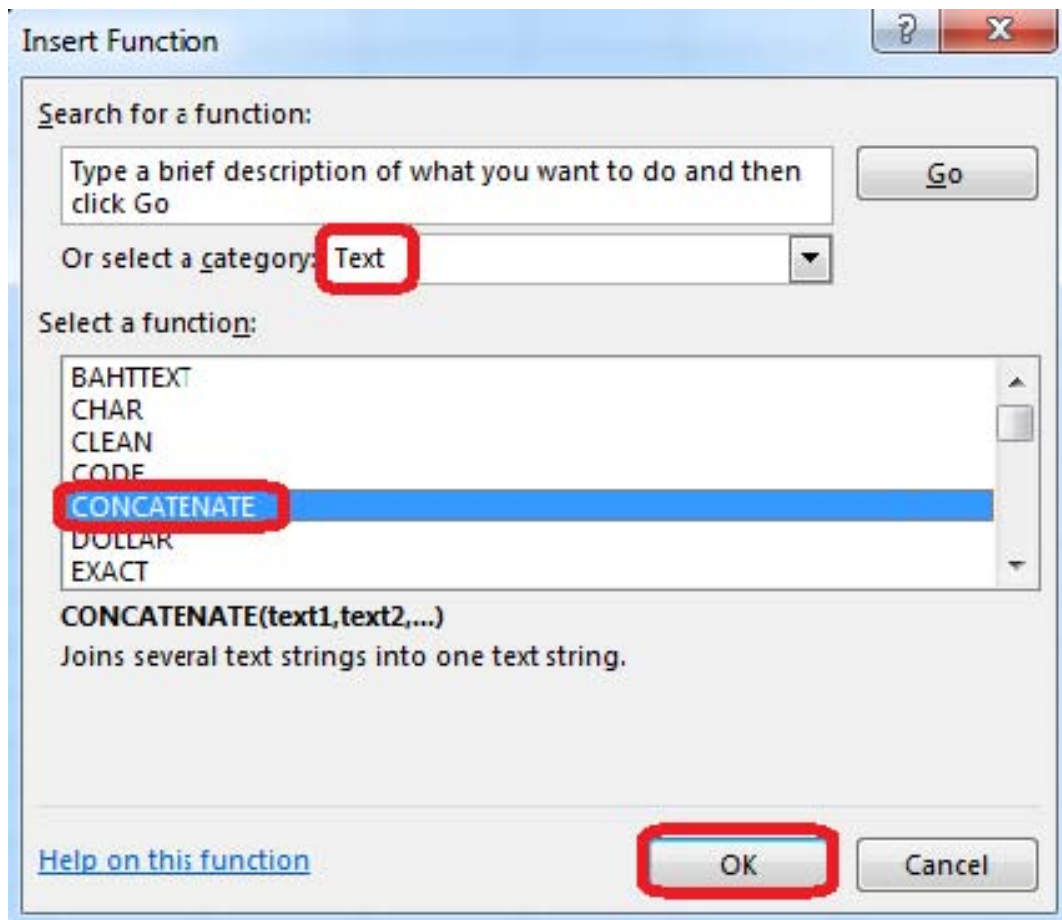 Insert Function
?
X
Search for a function:
Type a brief description of what you want to do and then
click Go
Go
Or select a category:
Text
Select a function:
BAHTTEXT
CHAR
CLEAN
CODE
CONCATENATE
DOLLAR
EXACT
CONCATENATE(text1,text2,...)
Joins several text strings into one text string.
Help on this function
OK
Cancel